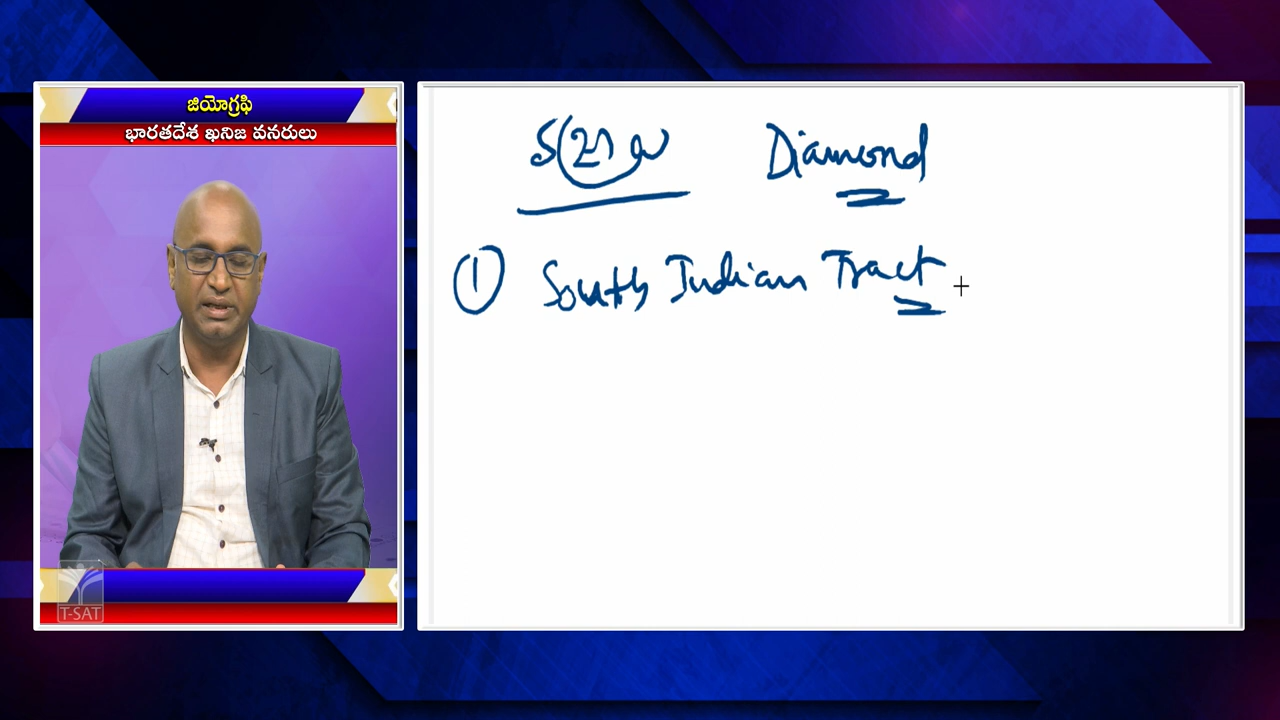 జియోగ్రఫి
భారతదేశ ఖనిజ వనరులు
వజ్రాలు Diamond
① South Indian Tract
T-SAT